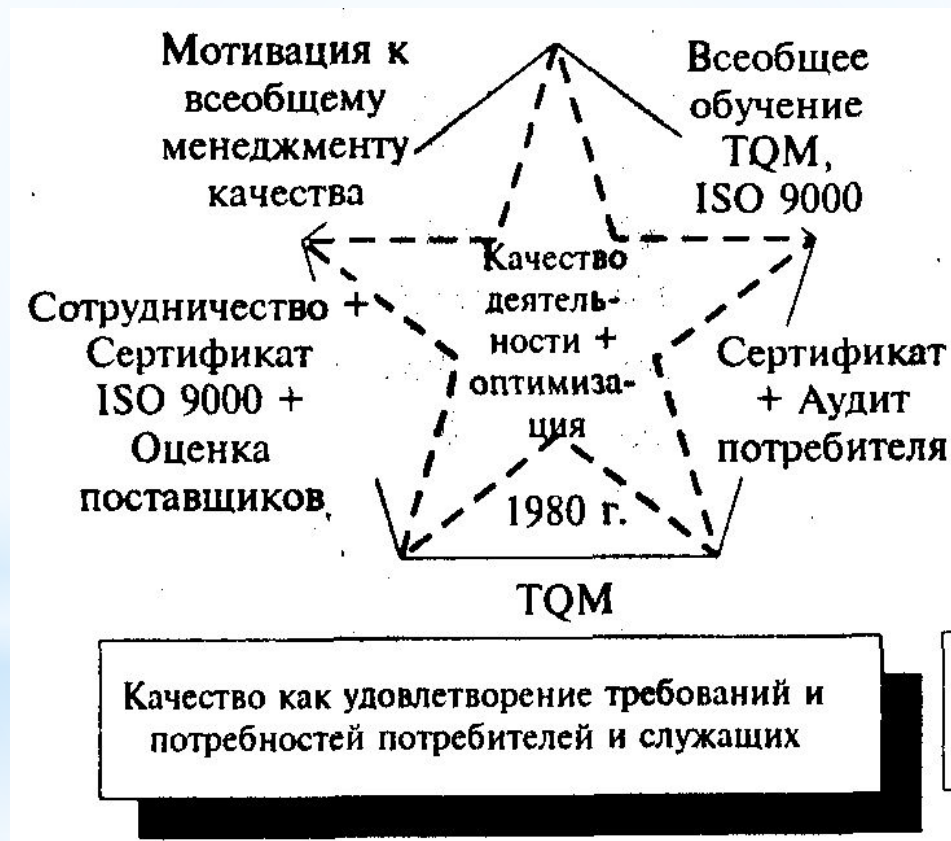 Мотивация к
всеобщему
менеджменту
качества
Всеобщее
обучение
TQM,
ISO 9000
Качество
деятель-
ности +
оптимиза-
ция
Сотрудничество +
Сертификат
ISO 9000 +
Оценка
поставщиков
Сертификат
+ Аудит
потребителя
1980 г.
TQM
Качество как удовлетворение требований и
потребностей потребителей и служащих